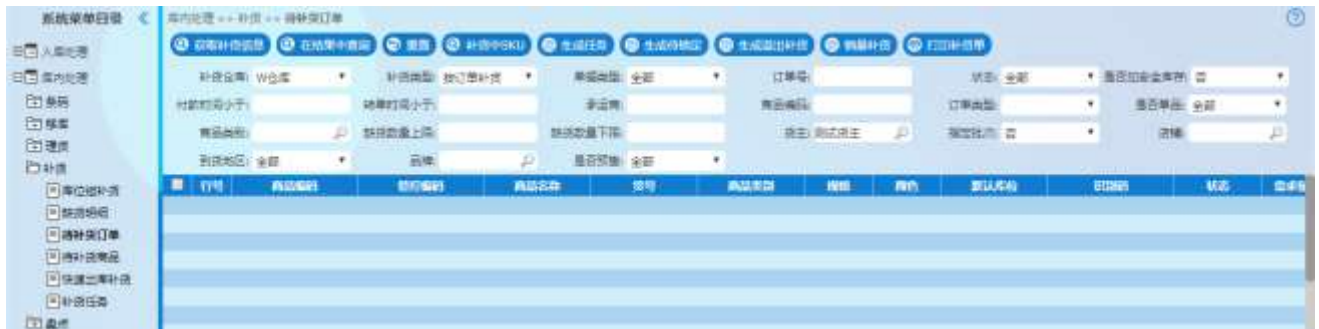 系统菜单目录
库内处理 >> 补货 >> 待补货订单
获取补货信息 在结果中查询 重置 补货中SKU 生成任务 生成待锁定 生成溢出补货 销量补货 打印补货单
入库处理
库内处理
条码
移库
理货
补货
库位组补货
缺货明细
待补货订单
待补货商品
快速出库补货
补货任务
盘点
补货仓库: W仓库 补货类型: 按订单补货 单据类型: 全部 订单号: 状态: 全部 是否加安全库存: 否
付款时间小于: 转单时间小于: 承运商: 商品编码: 订单类型: 是否单品: 全部
商品类别: 缺货数量上限: 缺货数量下限: 货主: 测试货主 指定批次: 否 店铺:
到货地区: 全部 品牌: 是否预售: 全部
行号 商品编码 商品名称 货号 商品类别 规格 颜色 默认库位 状态